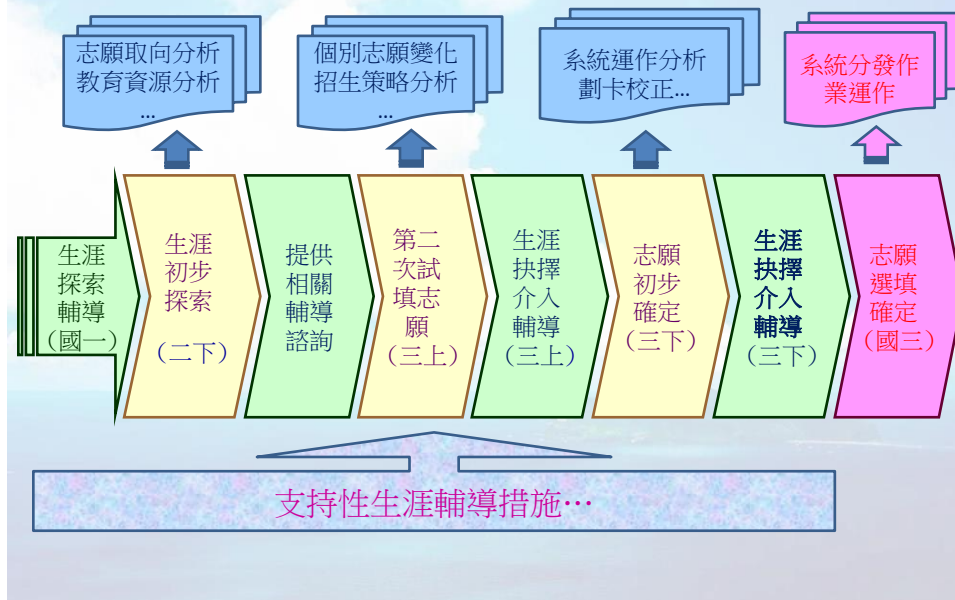 志願取向分析
教育資源分析
...
個別志願變化
招生策略分析
...
系統運作分析
劃卡校正...
系統分發作
業運作
生涯
探索
輔導
（國一）
生涯
初步
探索
（二下）
提供
相關
輔導
諮詢
第二
次試
填志
願
（三上）
生涯
抉擇
介入
輔導
（三上）
志願
初步
確定
（三下）
生涯
抉擇
介入
輔導
（三下）
志願
選填
確定
（國三）
支持性生涯輔導措施…